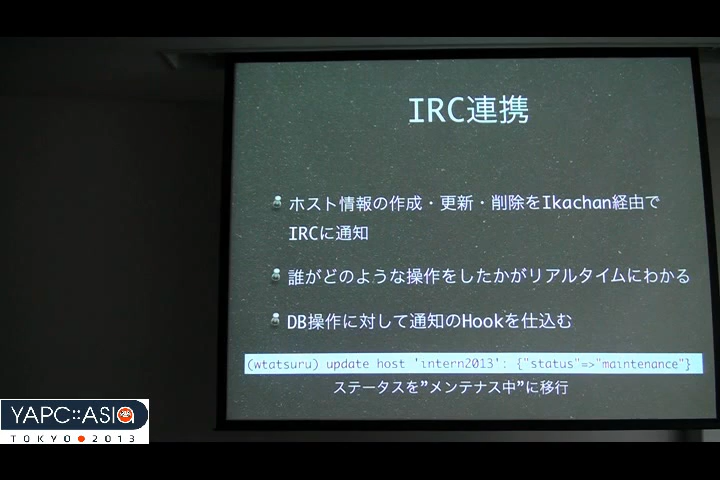 IRC連携
ホスト情報の作成・更新・削除をIkachan経由で
IRCに通知
誰がどのような操作をしたかがリアルタイムにわかる
DB操作に対して通知のHookを仕込む
(wtatsuru) update host 'intern2013': {"status"=>"maintenance"}
ステータスを”メンテナス中”に移行
YAPC::ASIA
TOKYO 2013